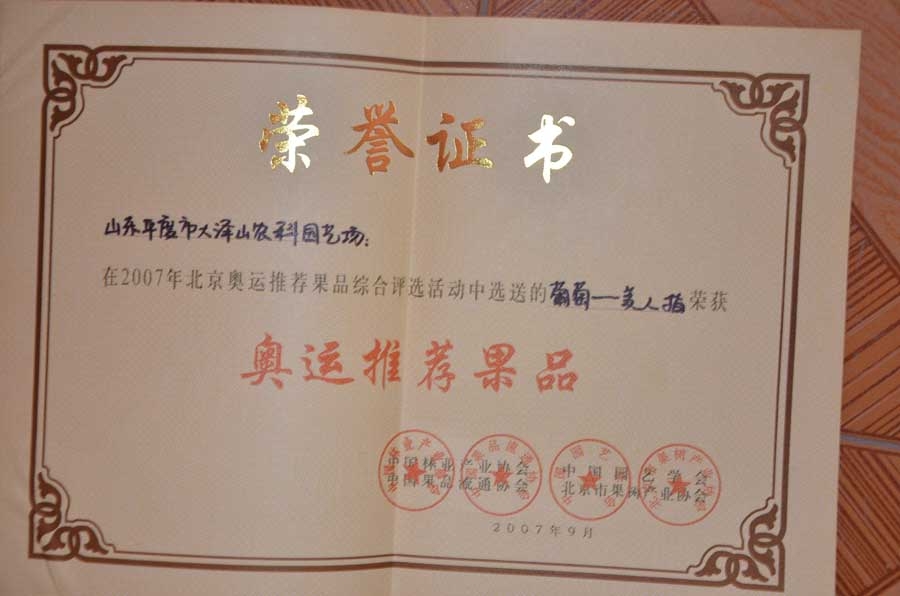 荣誉证书
山东平度市大泽山农科园艺场：
在2007年北京奥运推荐果品综合评选活动中选送的葡萄——美人指荣获
奥运推荐果品
中国林业产业协会 中国园艺学会
中国果品流通协会 北京市果树产业协会
2007年9月